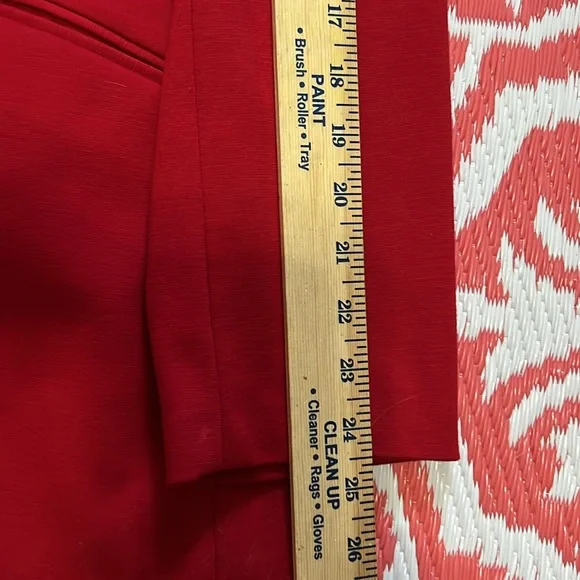 17
18
19
20
21
22
23
24
25
26
PAINT
• Brush • Roller • Tray
CLEAN UP
• Cleaner • Rags • Gloves